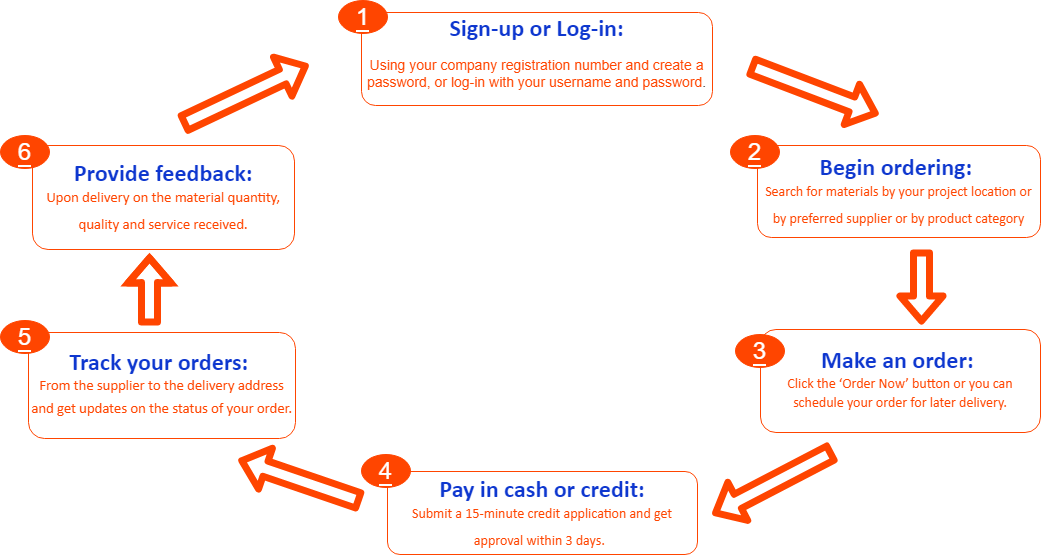 1
Sign-up or Log-in:
Using your company registration number and create a
password, or log-in with your username and password.
2
Begin ordering:
Search for materials by your project location or
by preferred supplier or by product category
3
Make an order:
Click the ‘Order Now’ button or you can
schedule your order for later delivery.
4
Pay in cash or credit:
Submit a 15-minute credit application and get
approval within 3 days.
5
Track your orders:
From the supplier to the delivery address
and get updates on the status of your order.
6
Provide feedback:
Upon delivery on the material quantity,
quality and service received.